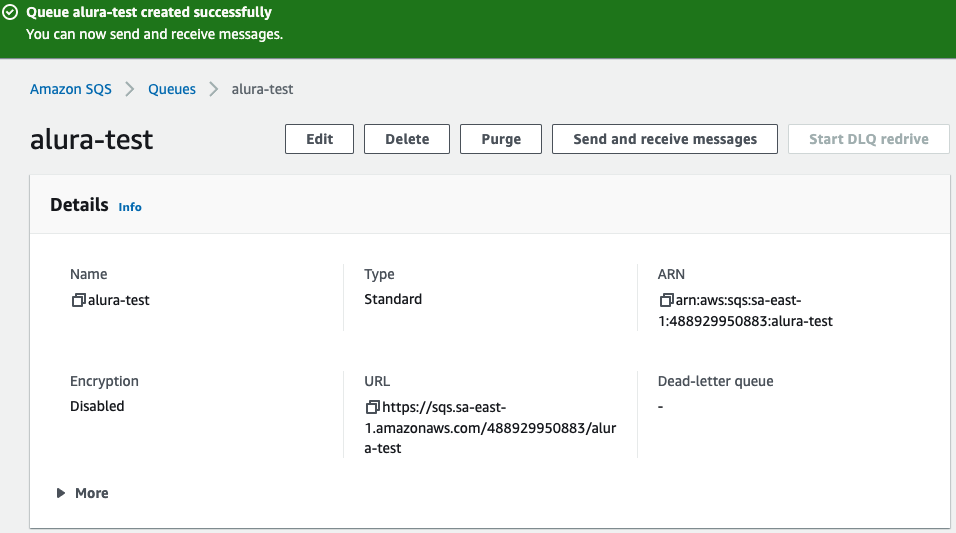 Queue alura-test created successfully
You can now send and receive messages.
Amazon SQS > Queues > alura-test
alura-test
Edit
Delete
Purge
Send and receive messages
Start DLQ redrive
Details Info
Name
alura-test
Type
Standard
ARN
arn:aws:sqs:sa-east-
1:488929950883:alura-test
Encryption
Disabled
URL
https://sqs.sa-east-
1.amazonaws.com/488929950883/alur
a-test
Dead-letter queue
-
More